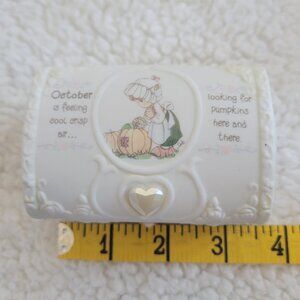 October
is feeling
cool crisp
air...
looking for
pumpkins
here and
there.
1
2
3
4